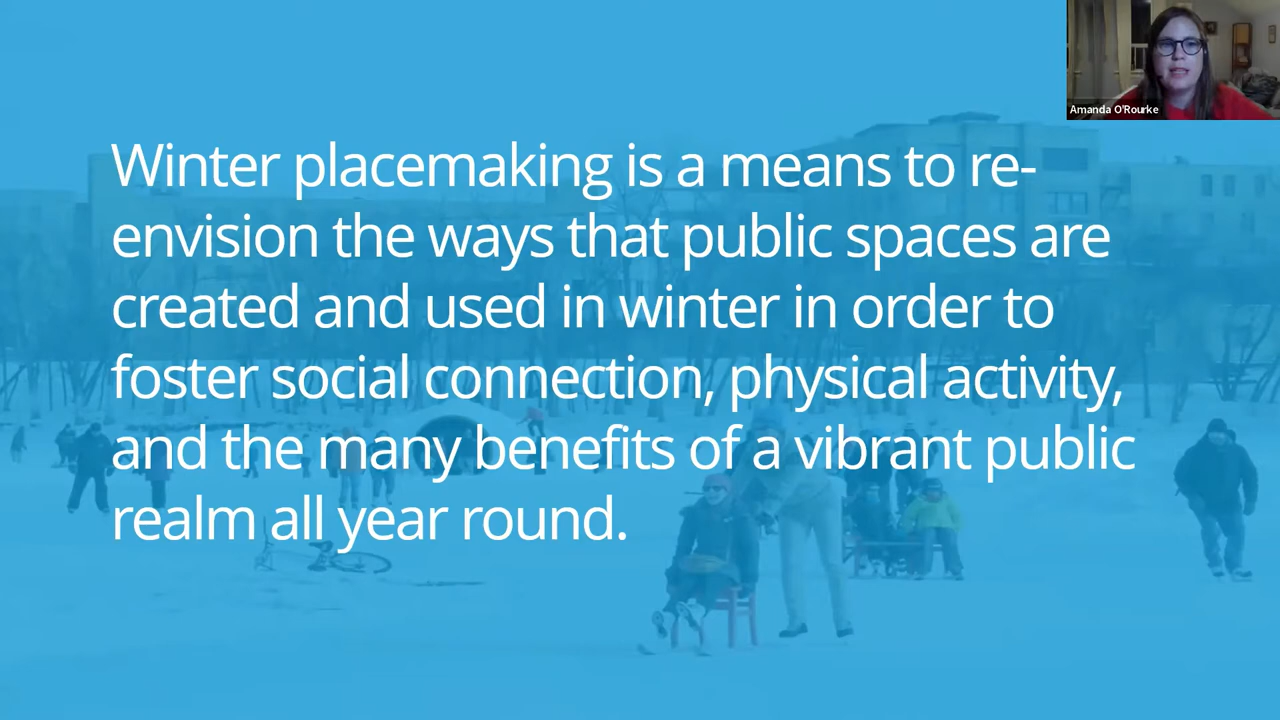 Amanda O'Rourke
Winter placemaking is a means to re-
envision the ways that public spaces are
created and used in winter in order to
foster social connection, physical activity,
and the many benefits of a vibrant public
realm all year round.